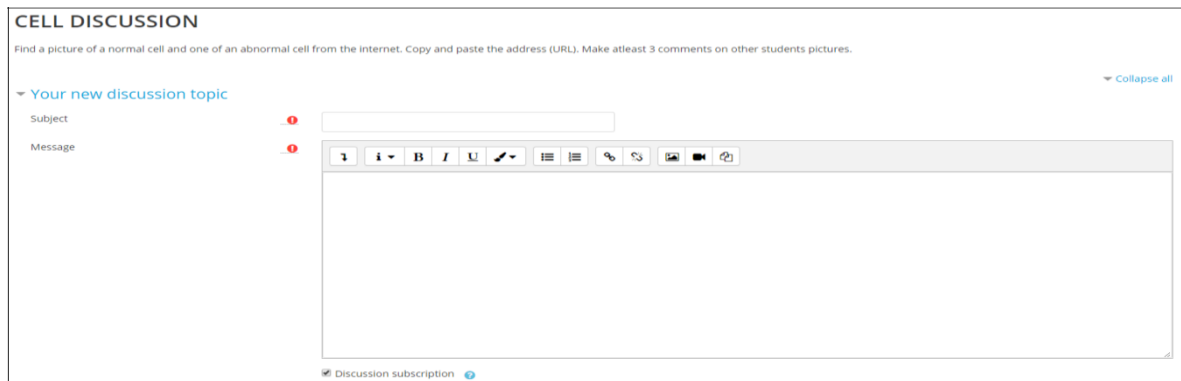 CELL DISCUSSION
Find a picture of a normal cell and one of an abnormal cell from the internet. Copy and paste the address (URL). Make atleast 3 comments on other students pictures.
Collapse all
Your new discussion topic
Subject
Message
i B I U
Discussion subscription